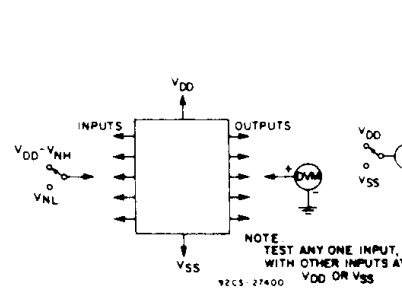 VDD
INPUTS
OUTPUTS
VDD-VNH
VNL
+
DVM
-
VDD
VSS
VSS
NOTE
TEST ANY ONE INPUT,
WITH OTHER INPUTS AT
VDD OR VSS
92CS-27400